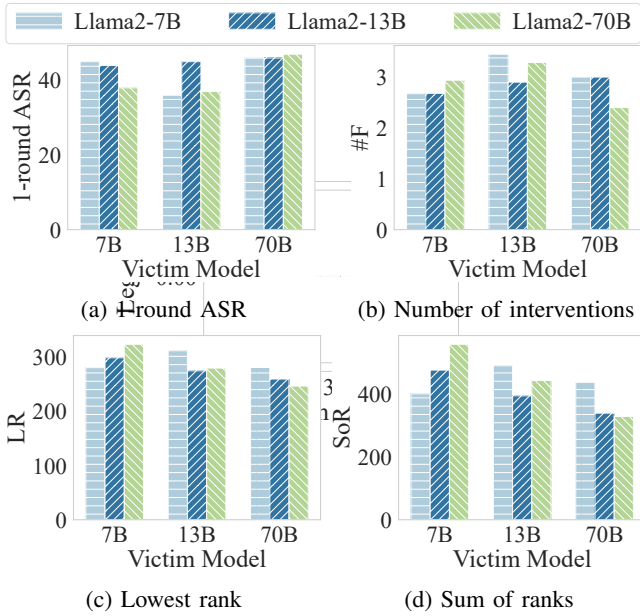 Llama2-7B Llama2-13B Llama2-70B
1-round ASR
40
20
0
7B 13B 70B
Victim Model
(a) 1-round ASR
#F
3
2
1
0
7B 13B 70B
Victim Model
(b) Number of interventions
LR
300
200
100
0
7B 13B 70B
Victim Model
(c) Lowest rank
3
SoR
400
200
0
7B 13B 70B
Victim Model
(d) Sum of ranks